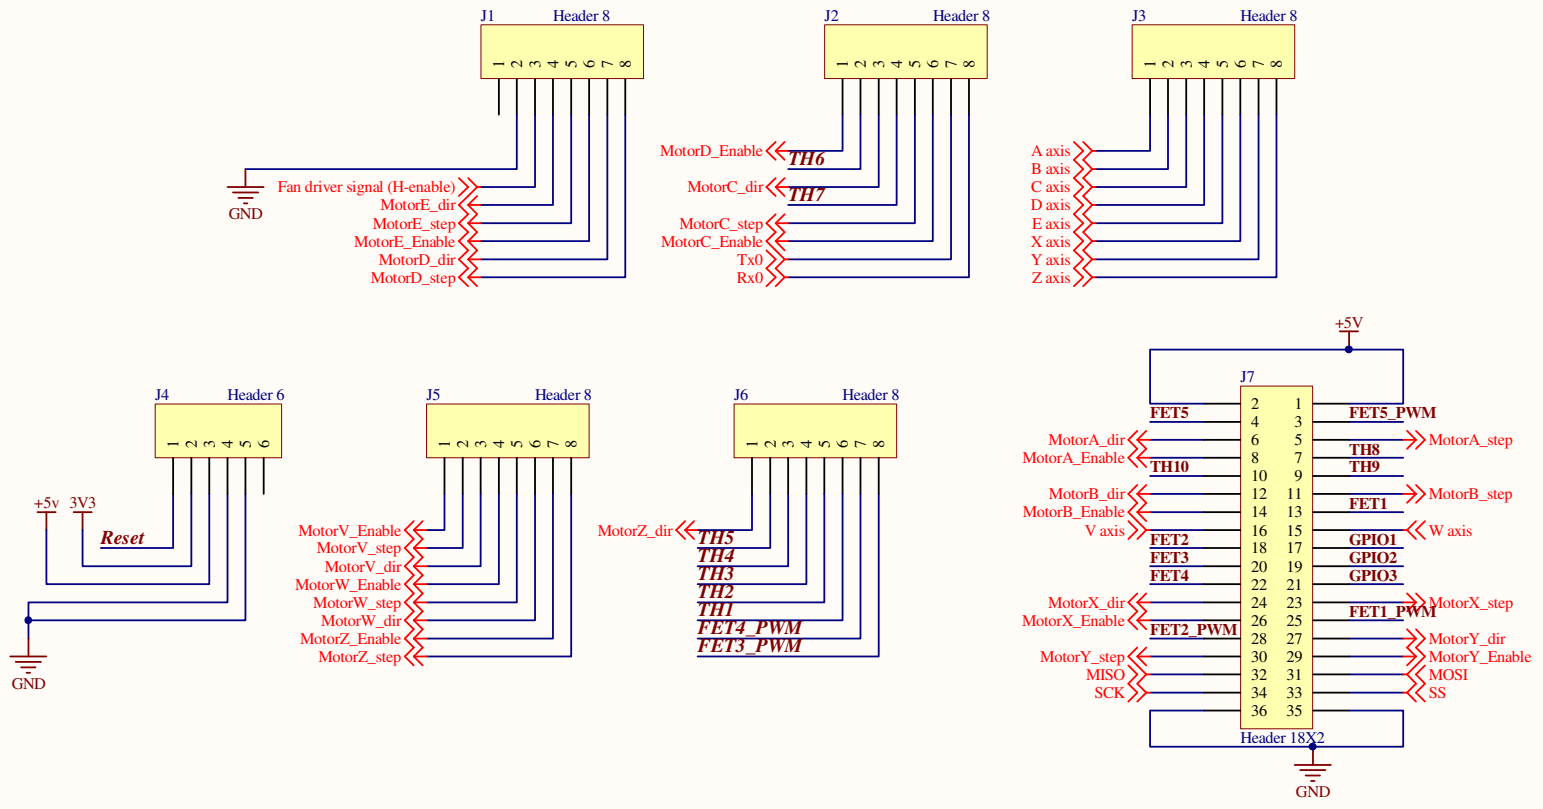 J1 Header 8
1 2 3 4 5 6 7 8
GND
Fan driver signal (H-enable)
MotorE_dir
MotorE_step
MotorE_Enable
MotorD_dir
MotorD_step
J2 Header 8
1 2 3 4 5 6 7 8
MotorD_Enable
TH6
MotorC_dir
TH7
MotorC_step
MotorC_Enable
Tx0
Rx0
J3 Header 8
1 2 3 4 5 6 7 8
A axis
B axis
C axis
D axis
E axis
X axis
Y axis
Z axis
J4 Header 6
1 2 3 4 5 6
+5v 3V3
Reset
GND
J5 Header 8
1 2 3 4 5 6 7 8
MotorV_Enable
MotorV_step
MotorV_dir
MotorW_Enable
MotorW_step
MotorW_dir
MotorZ_Enable
MotorZ_step
J6 Header 8
1 2 3 4 5 6 7 8
MotorZ_dir
TH5
TH4
TH3
TH2
TH1
FET4_PWM
FET3_PWM
+5V
J7
2 1
FET5 4 3 FET5_PWM
MotorA_dir 6 5 MotorA_step
MotorA_Enable 8 7 TH8
TH10 10 9 TH9
MotorB_dir 12 11 MotorB_step
MotorB_Enable 14 13 FET1
V axis 16 15 W axis
FET2 18 17 GPIO1
FET3 20 19 GPIO2
FET4 22 21 GPIO3
MotorX_dir 24 23 MotorX_step
MotorX_Enable 26 25 FET1_PWM
FET2_PWM 28 27 MotorY_dir
MotorY_step 30 29 MotorY_Enable
MISO 32 31 MOSI
SCK 34 33 SS
36 35
Header 18X2
GND